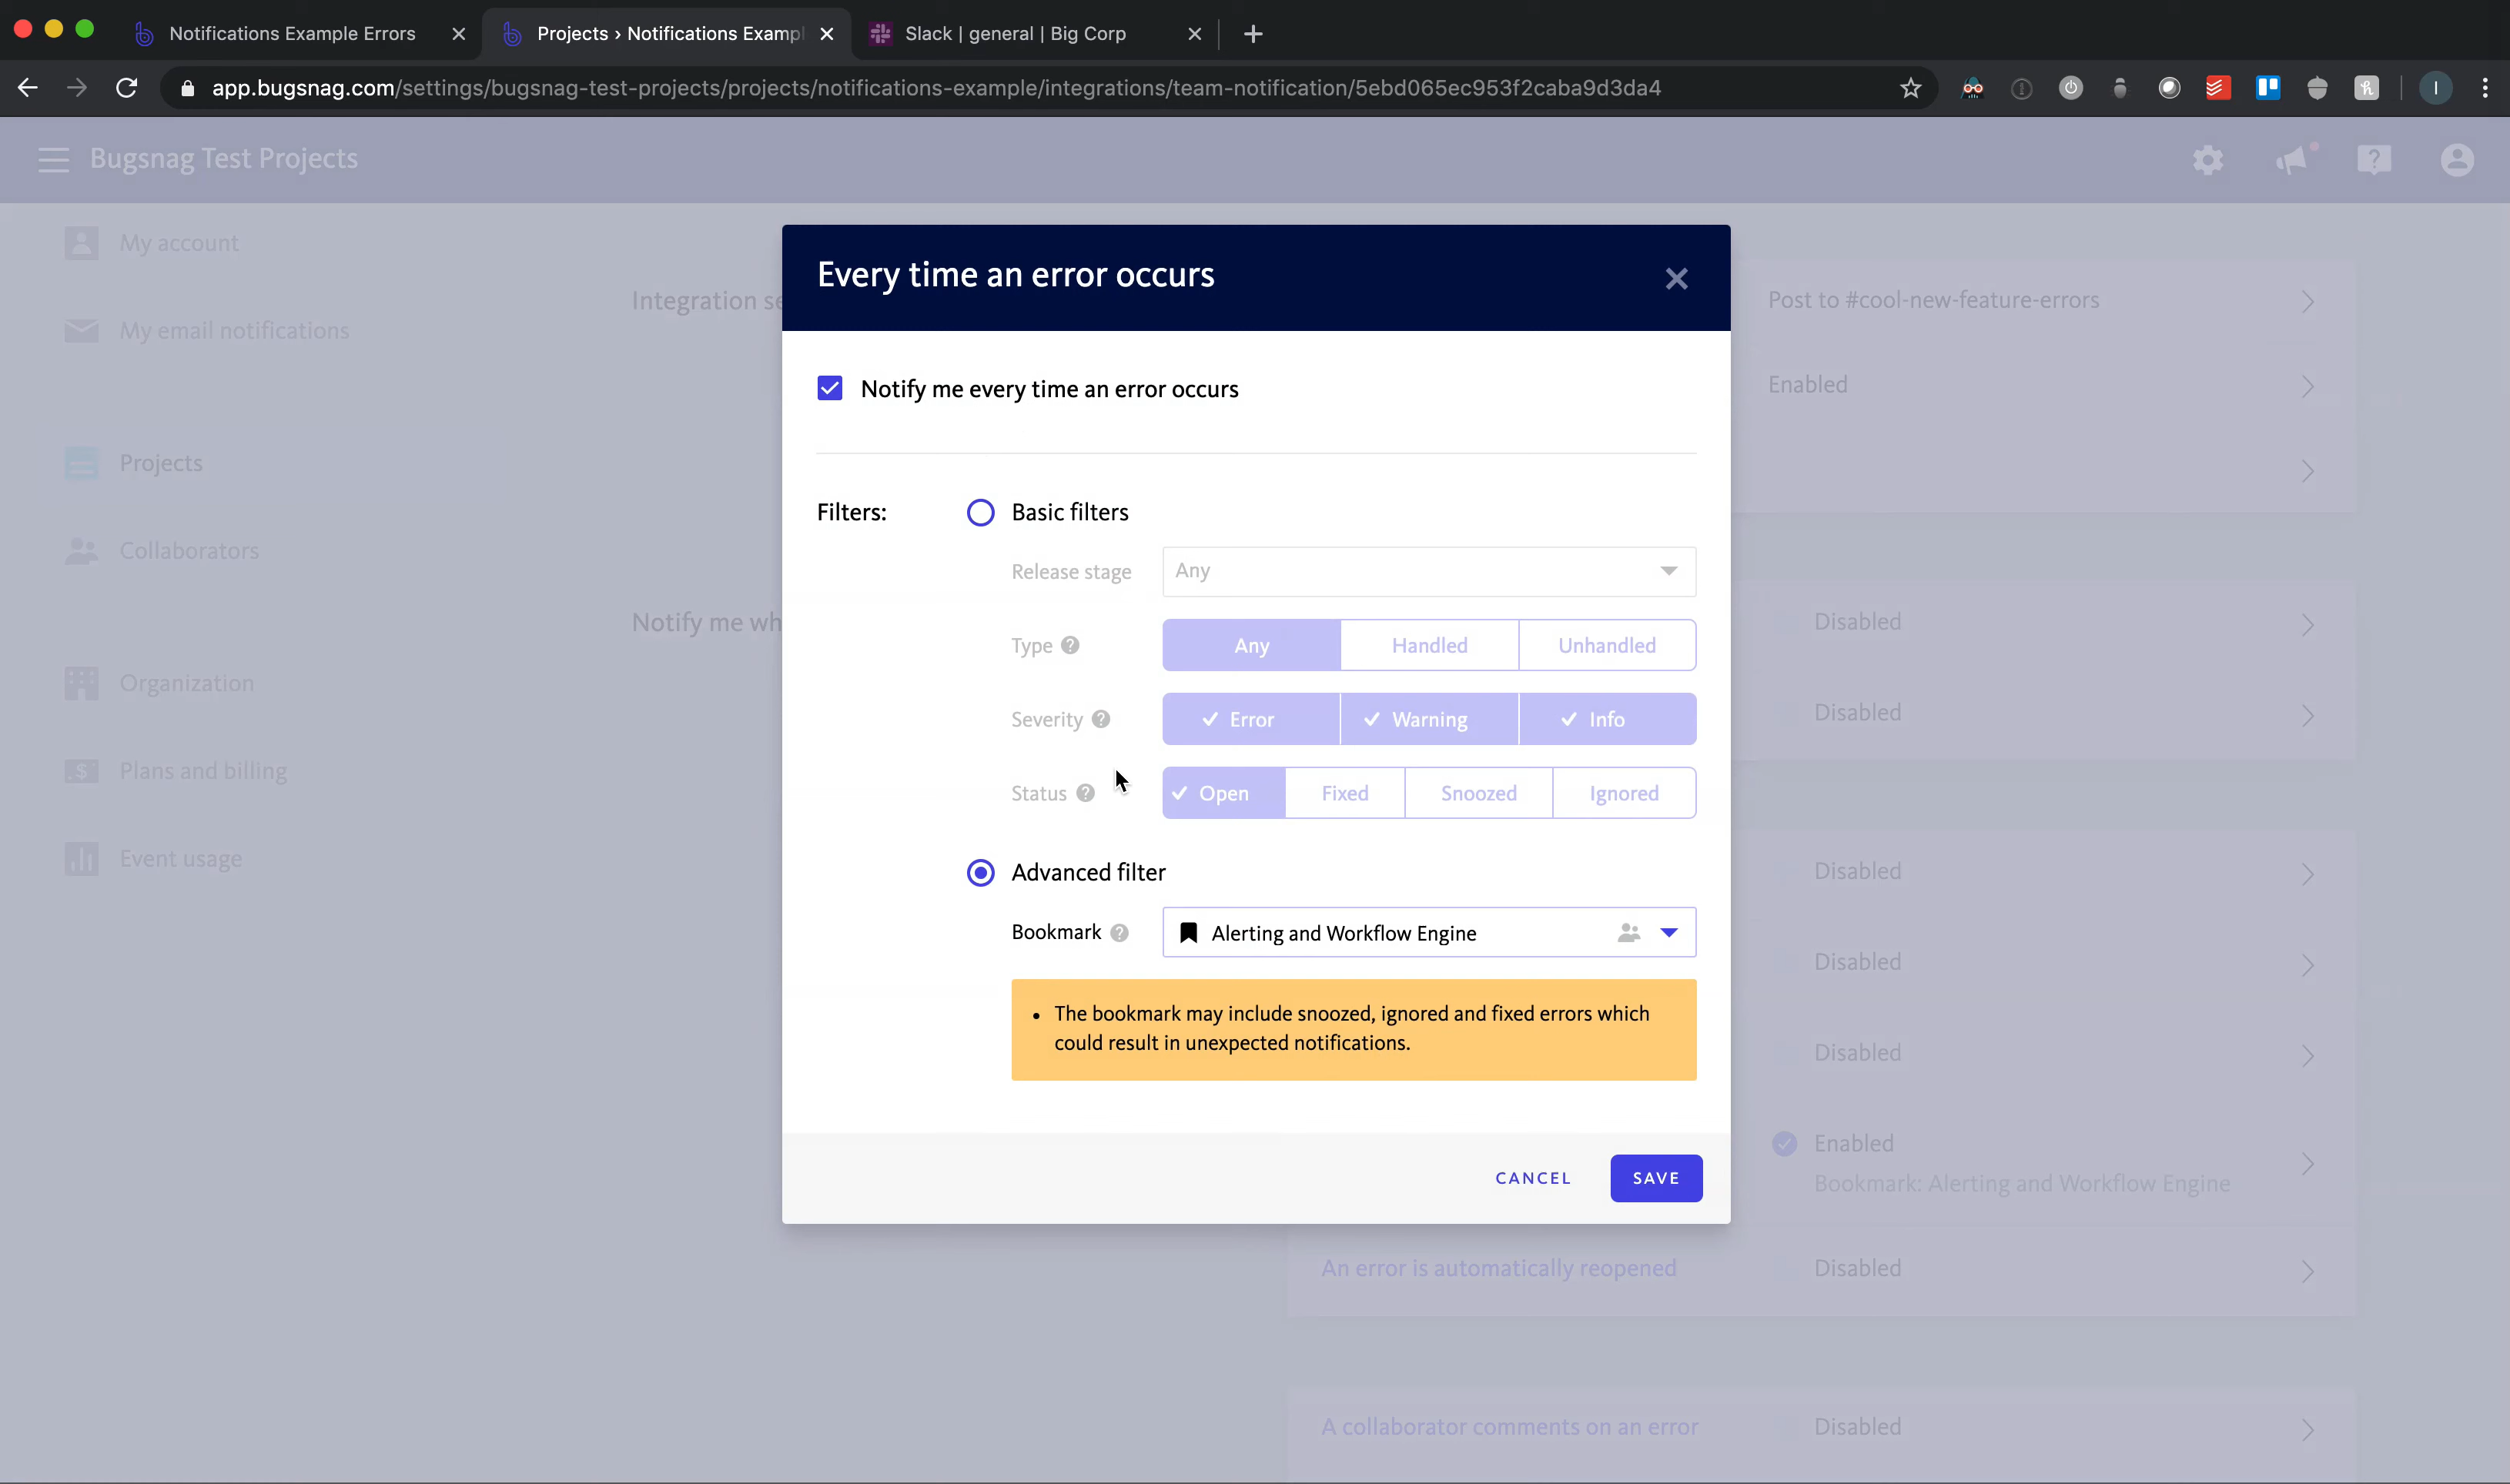 Notifications Example Errors
Projects › Notifications Exampl
Slack | general | Big Corp
app.bugsnag.com/settings/bugsnag-test-projects/projects/notifications-example/integrations/team-notification/5ebd065ec953f2caba9d3da4
Bugsnag Test Projects
My account
My email notifications
Projects
Collaborators
Organization
Plans and billing
Event usage
Integration se
Notify me wh
Every time an error occurs
Notify me every time an error occurs
Filters:
Basic filters
Release stage Any
Type Any Handled Unhandled
Severity Error Warning Info
Status Open Fixed Snoozed Ignored
Advanced filter
Bookmark Alerting and Workflow Engine
• The bookmark may include snoozed, ignored and fixed errors which
could result in unexpected notifications.
CANCEL SAVE
Post to #cool-new-feature-errors
Enabled
Disabled
Disabled
Disabled
Disabled
Disabled
Enabled
Bookmark: Alerting and Workflow Engine
An error is automatically reopened Disabled
A collaborator comments on an error Disabled